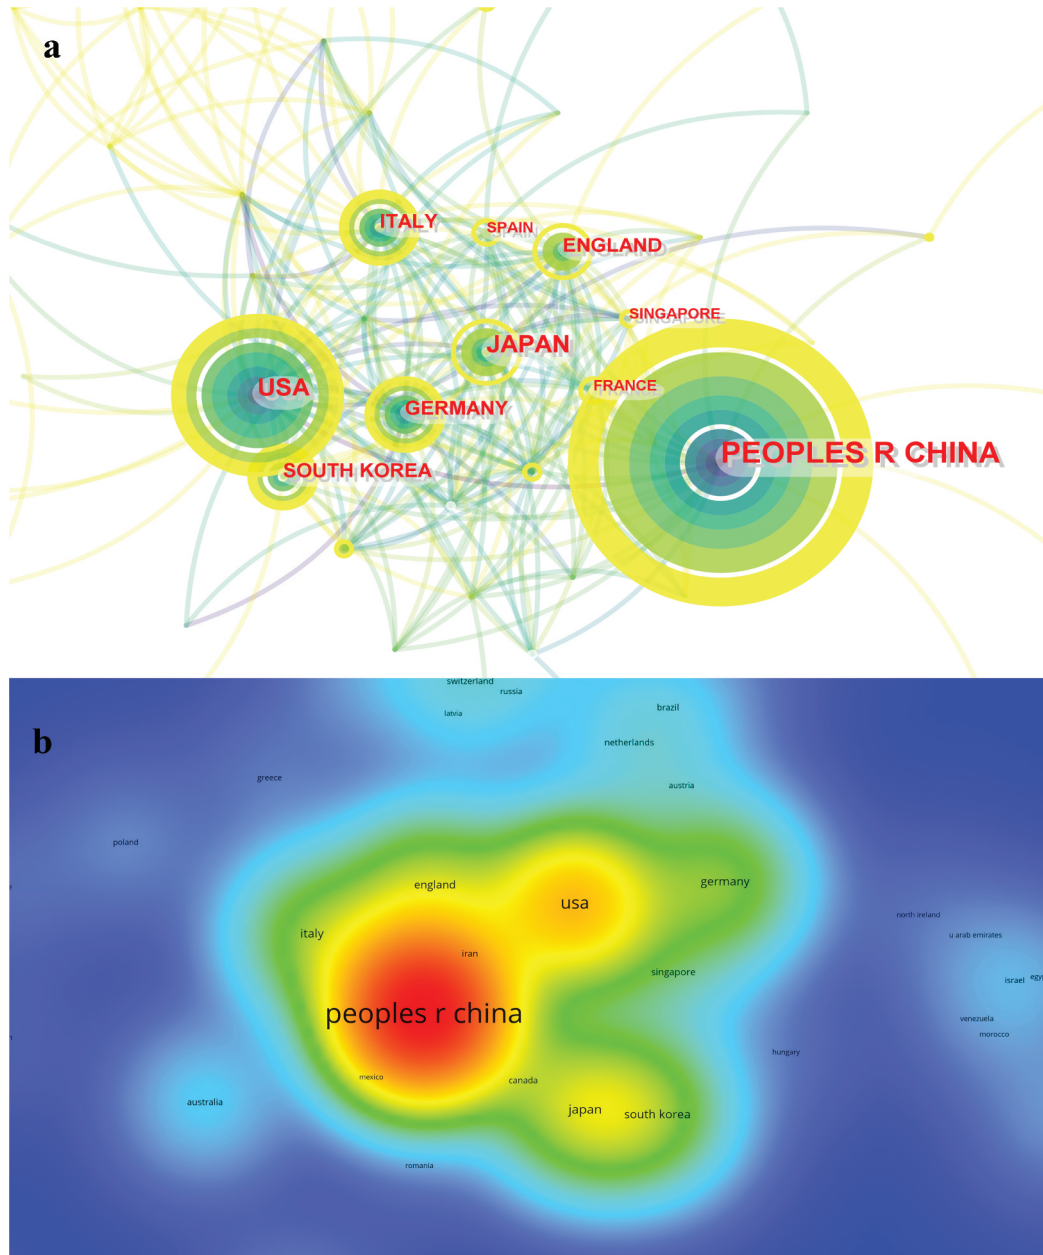 a
ITALY
SPAIN
ENGLAND
SINGAPORE
JAPAN
USA
FRANCE
GERMANY
PEOPLES R CHINA
SOUTH KOREA
b
switzerland
russia
latvia
brazil
netherlands
greece
austria
poland
england
germany
usa
north ireland
italy
u arab emirates
iran
singapore
israel
peoples r china
venezuela
morocco
hungary
mexico
canada
australia
japan
south korea
romania